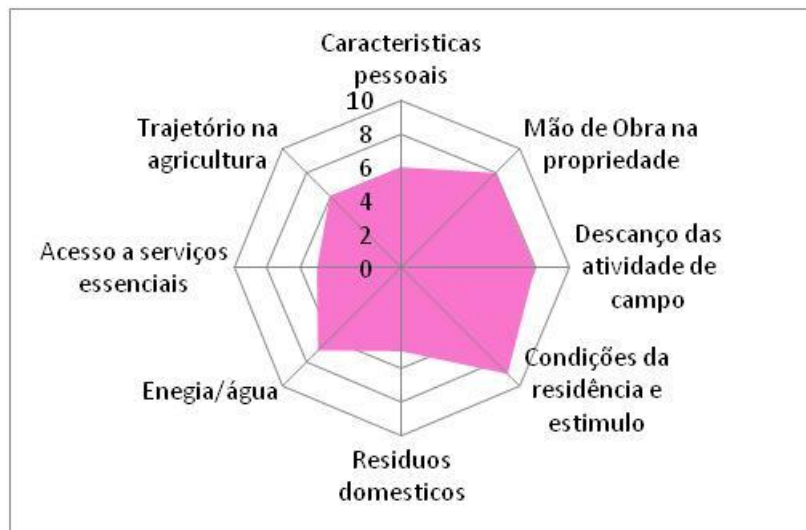 Caracteristicas
pessoais
Mão de Obra na
propriedade
Descanço das
atividade de
campo
Condições da
residência e
estimulo
Residuos
domesticos
Enegia/água
Acesso a serviços
essenciais
Trajetório na
agricultura
10
8
6
4
2
0